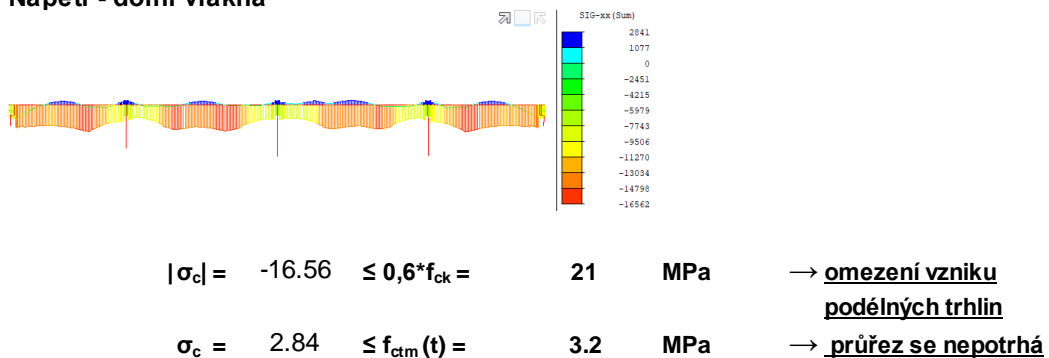 Napětí - dolní vlákna
SIG-xx(Sum)
2841
1077
0
-2451
-4215
-5979
-7743
-9506
-11270
-13034
-14798
-16562
|σc| = -16.56 ≤ 0,6*fck = 21 MPa → omezení vzniku
podélných trhlin
σc = 2.84 ≤ fctm (t) = 3.2 MPa → průřez se nepotrhá